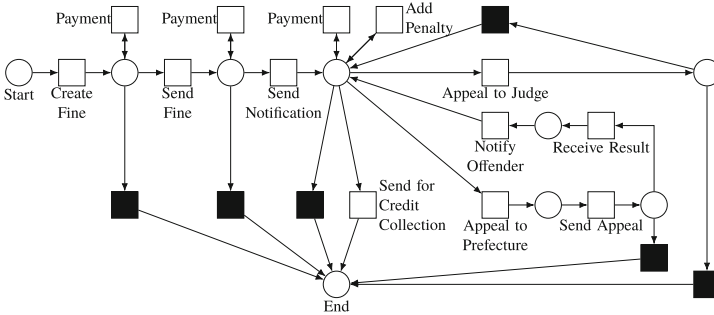 Payment
Payment
Payment
Add
Penalty
Start
Create
Fine
Send
Fine
Send
Notification
Appeal to Judge
Notify
Offender
Receive Result
Send for
Credit
Collection
Appeal to
Prefecture
Send Appeal
End